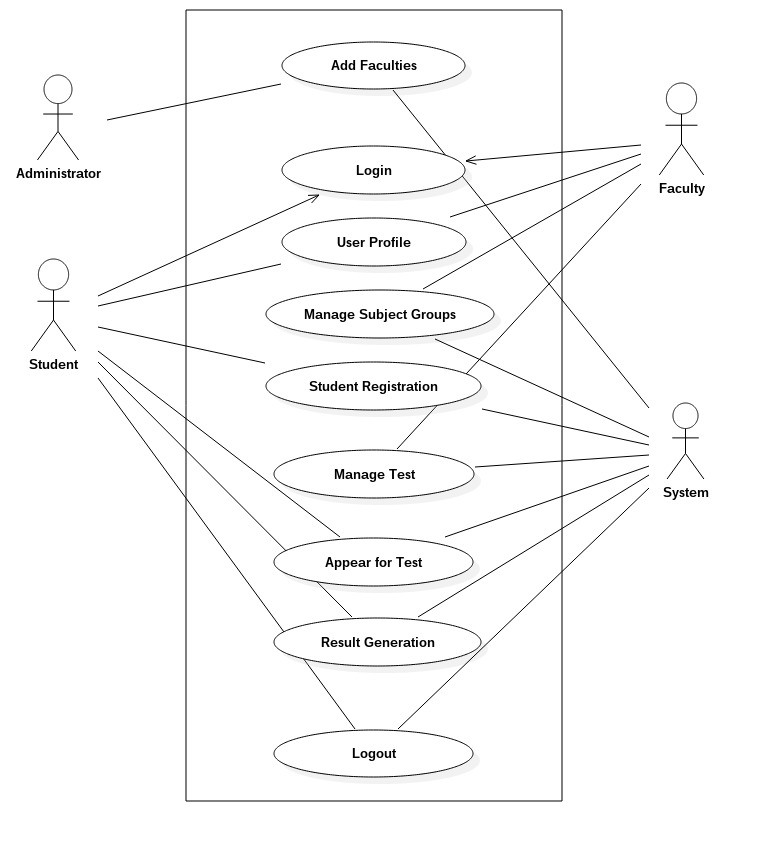 Add Faculties
Administrator
Login
Faculty
User Profile
Manage Subject Groups
Student
Student Registration
Manage Test
System
Appear for Test
Result Generation
Logout